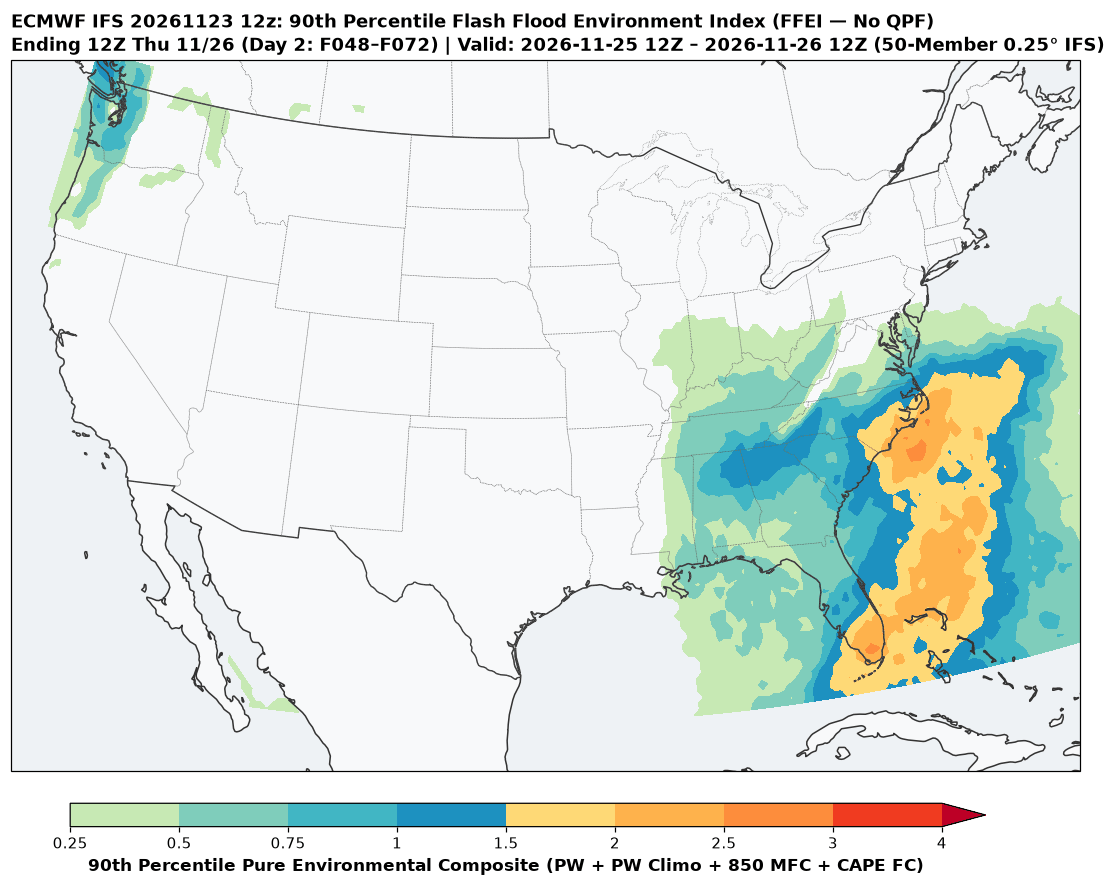 ECMWF IFS 20261123 12z: 90th Percentile Flash Flood Environment Index (FFEI — No QPF)
Ending 12Z Thu 11/26 (Day 2: F048–F072) | Valid: 2026-11-25 12Z – 2026-11-26 12Z (50-Member 0.25° IFS)
0.25 0.5 0.75 1 1.5 2 2.5 3 4
90th Percentile Pure Environmental Composite (PW + PW Climo + 850 MFC + CAPE FC)